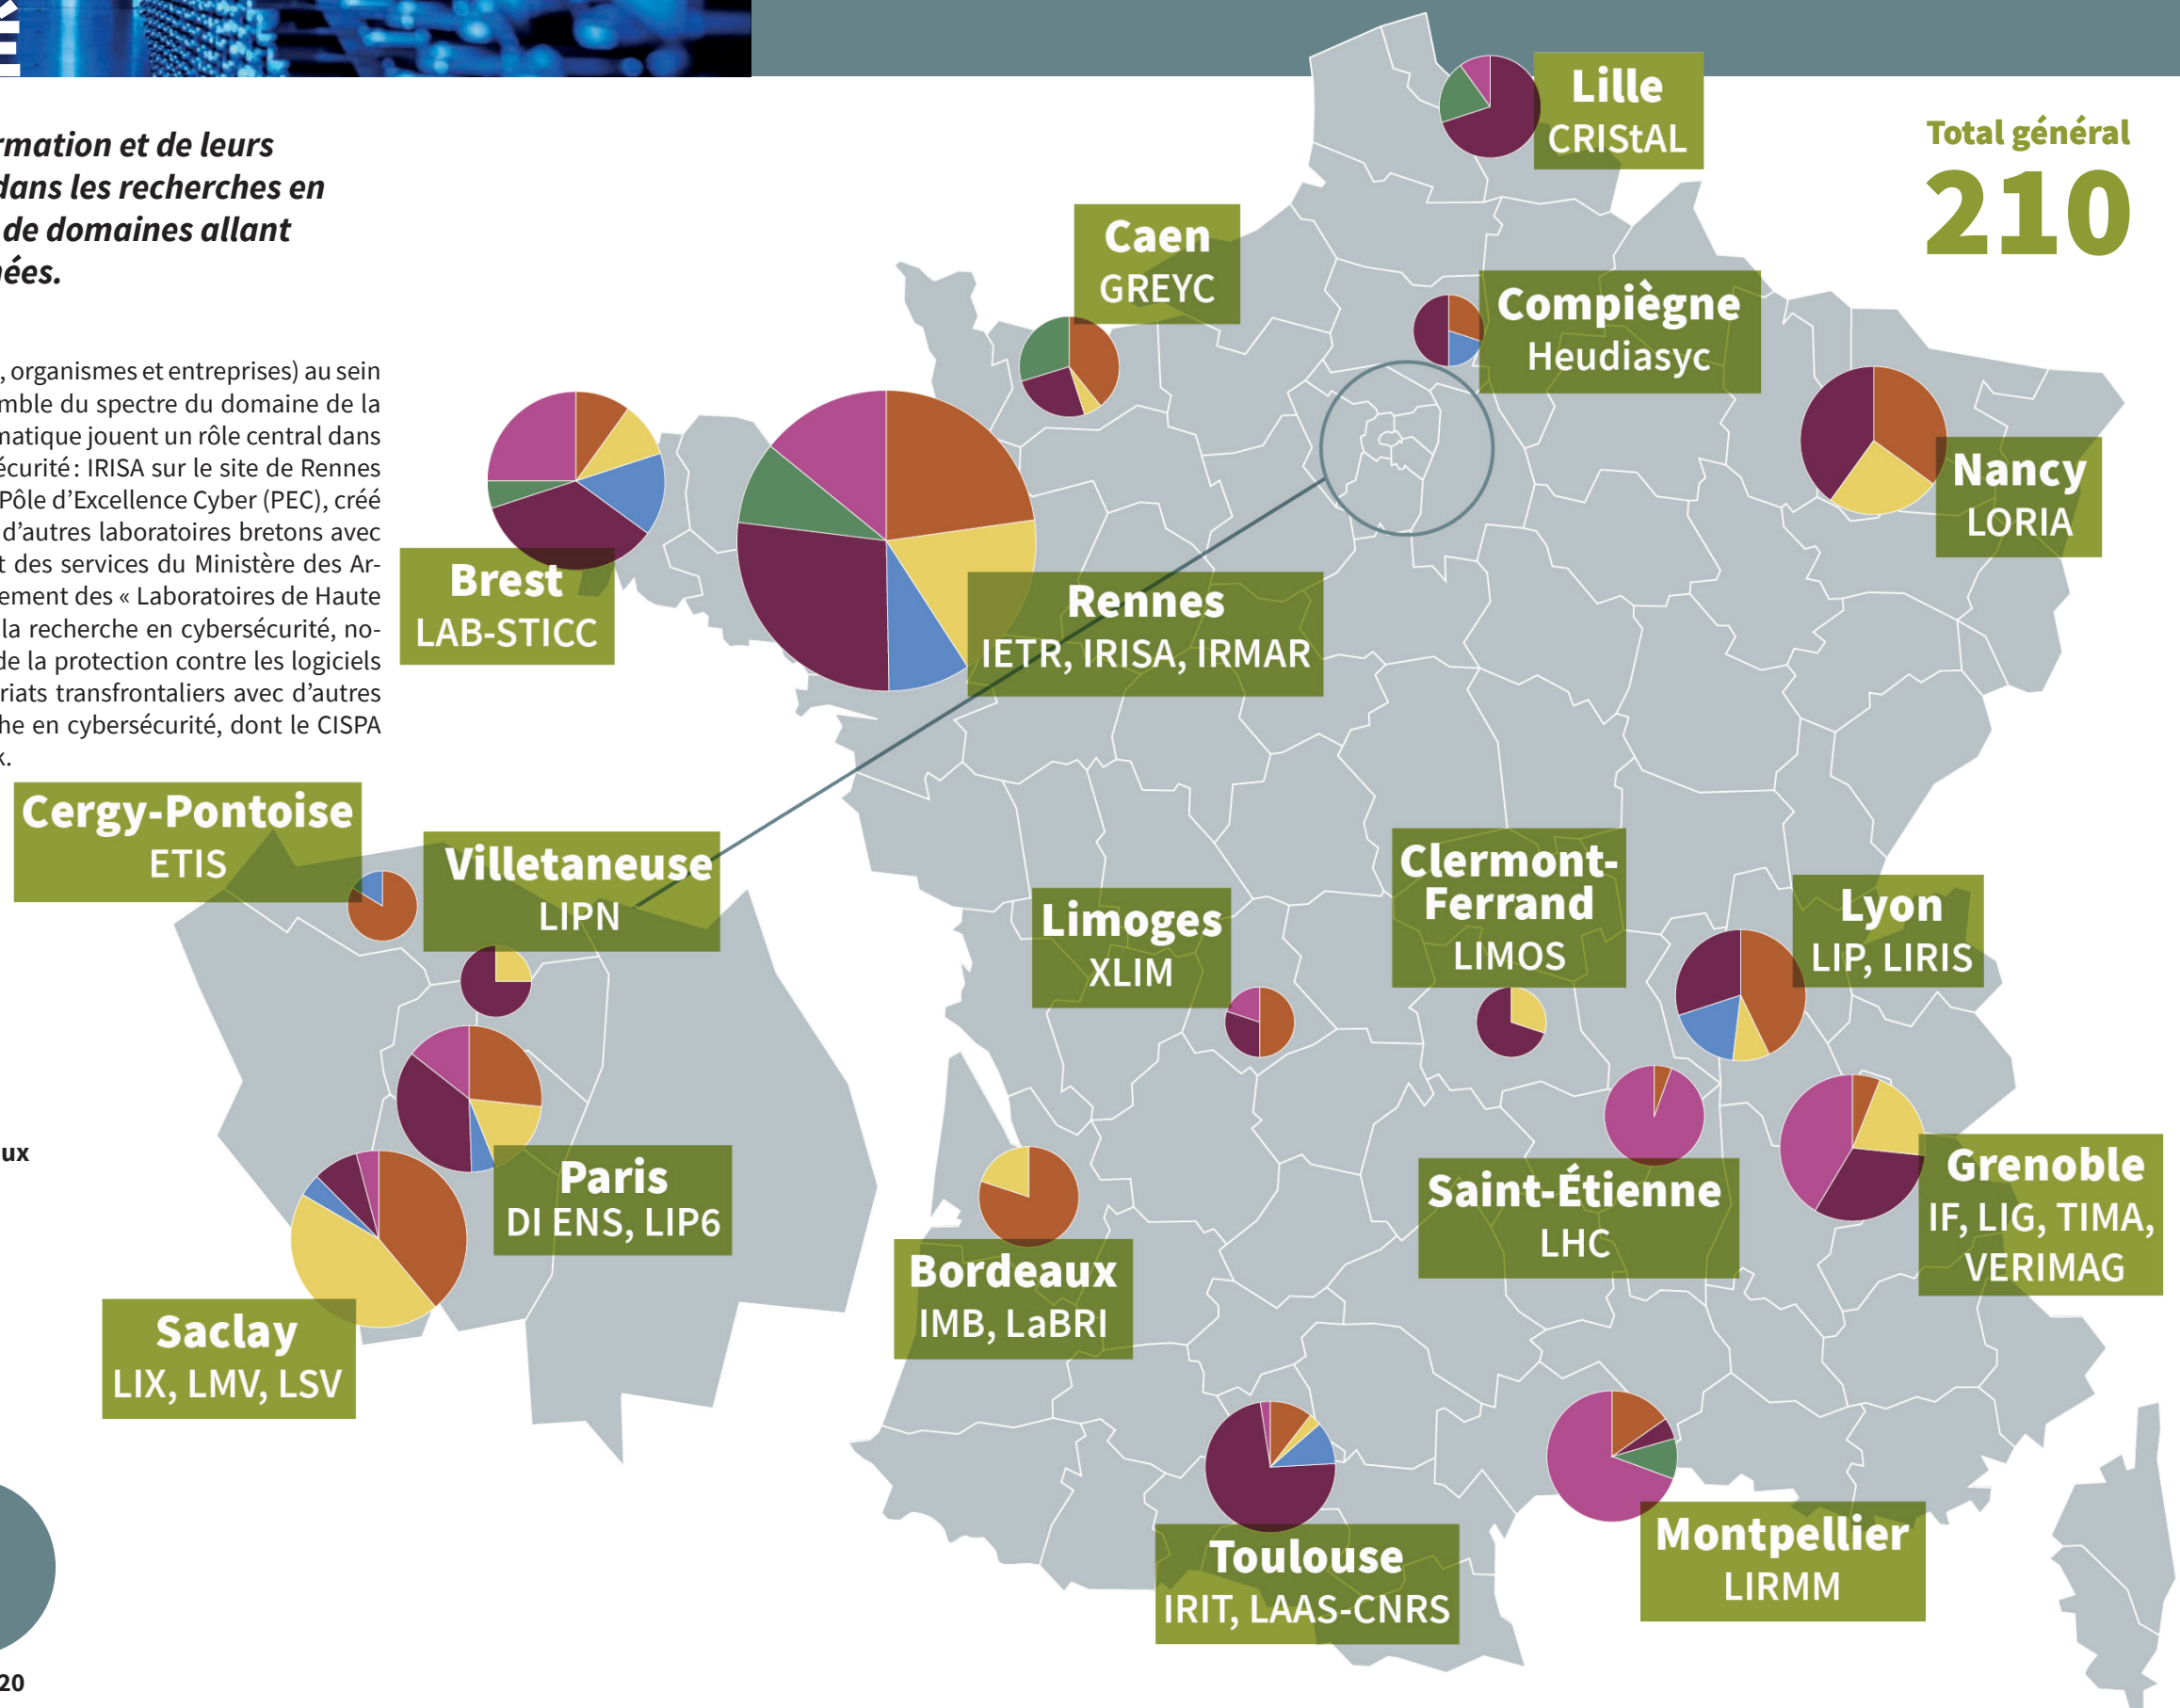 rmation et de leurs
dans les recherches en
de domaines allant
ées.
, organismes et entreprises) au sein
mble du spectre du domaine de la
matique jouent un rôle central dans
écurité : IRISA sur le site de Rennes
Pôle d'Excellence Cyber (PEC), créé
d'autres laboratoires bretons avec
t des services du Ministère des Ar-
ement des « Laboratoires de Haute
la recherche en cybersécurité, no-
de la protection contre les logiciels
riats transfrontaliers avec d'autres
he en cybersécurité, dont le CISPA
k.
Total général
210
Lille
CRIStAL
Caen
GREYC
Compiègne
Heudiasyc
Nancy
LORIA
Brest
LAB-STICC
Rennes
IETR, IRISA, IRMAR
Cergy-Pontoise
ETIS
Villetaneuse
LIPN
Limoges
XLIM
Clermont-
Ferrand
LIMOS
Lyon
LIP, LIRIS
ux
Paris
DI ENS, LIP6
Saint-Étienne
LHC
Grenoble
IF, LIG, TIMA,
VERIMAG
Saclay
LIX, LMV, LSV
Bordeaux
IMB, LaBRI
Toulouse
IRIT, LAAS-CNRS
Montpellier
LIRMM
20